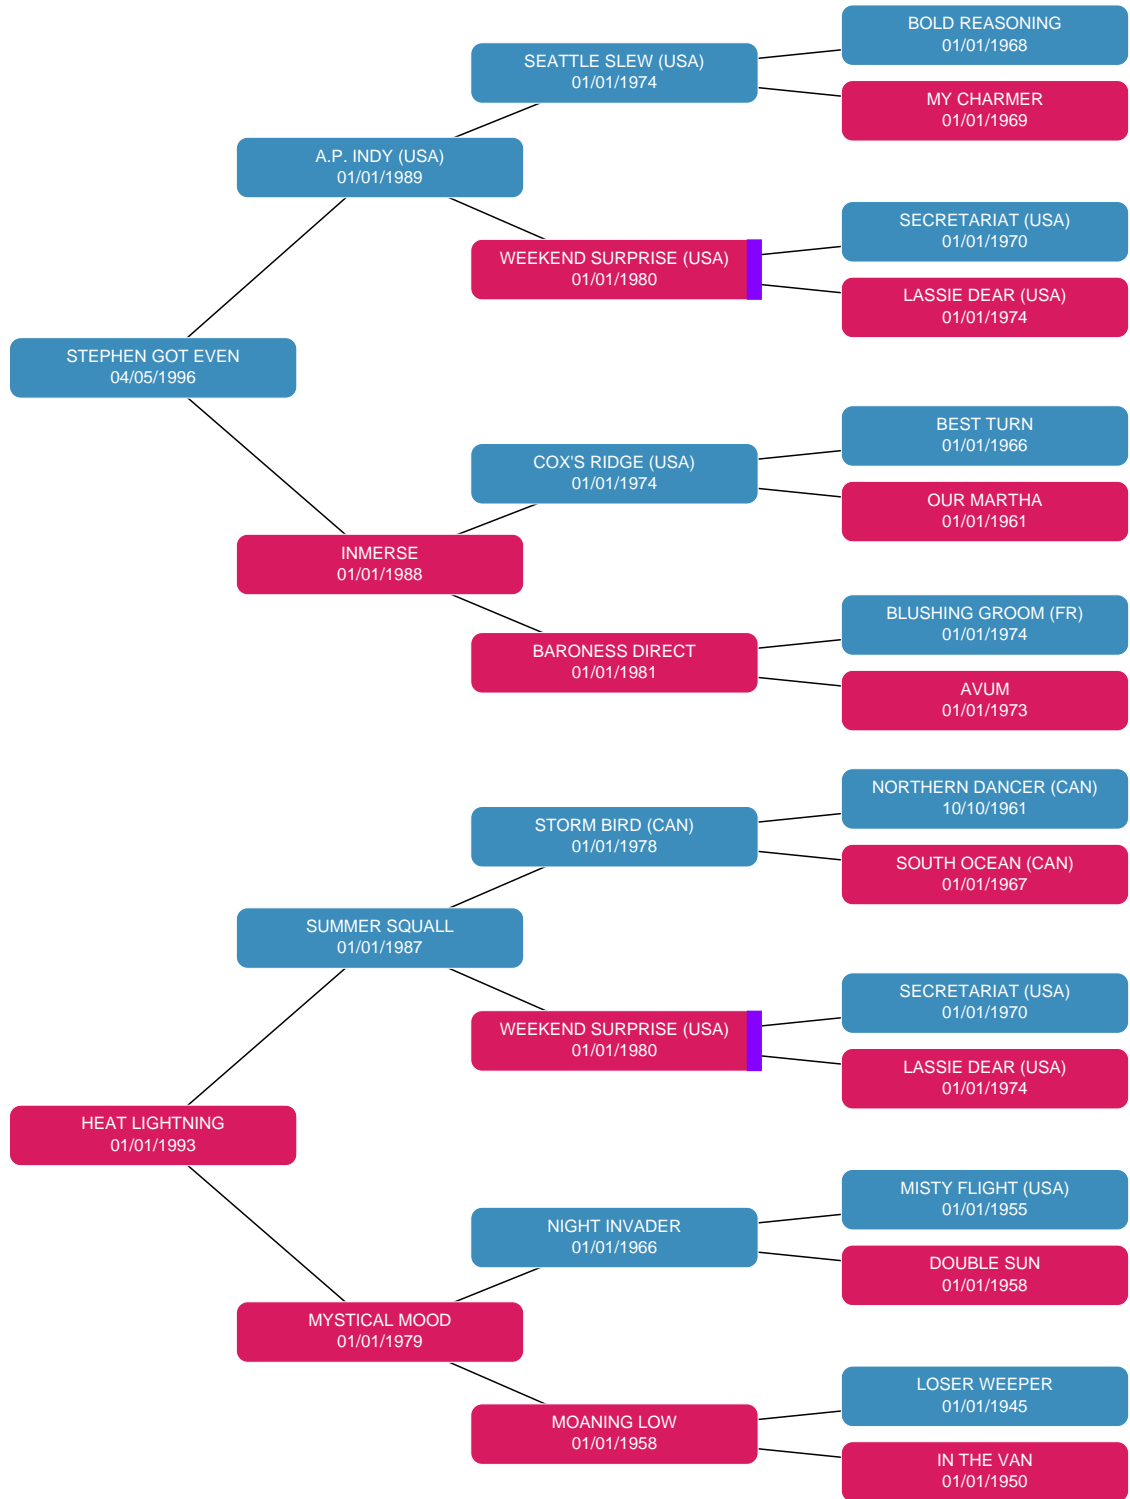 BOLD REASONING
01/01/1968
SEATTLE SLEW (USA)
01/01/1974
MY CHARMER
01/01/1969
A.P. INDY (USA)
01/01/1989
SECRETARIAT (USA)
01/01/1970
WEEKEND SURPRISE (USA)
01/01/1980
LASSIE DEAR (USA)
01/01/1974
STEPHEN GOT EVEN
04/05/1996
BEST TURN
01/01/1966
COX'S RIDGE (USA)
01/01/1974
OUR MARTHA
01/01/1961
INMERSE
01/01/1988
BLUSHING GROOM (FR)
01/01/1974
BARONESS DIRECT
01/01/1981
AVUM
01/01/1973
NORTHERN DANCER (CAN)
10/10/1961
STORM BIRD (CAN)
01/01/1978
SOUTH OCEAN (CAN)
01/01/1967
SUMMER SQUALL
01/01/1987
SECRETARIAT (USA)
01/01/1970
WEEKEND SURPRISE (USA)
01/01/1980
LASSIE DEAR (USA)
01/01/1974
HEAT LIGHTNING
01/01/1993
MISTY FLIGHT (USA)
01/01/1955
NIGHT INVADER
01/01/1966
DOUBLE SUN
01/01/1958
MYSTICAL MOOD
01/01/1979
LOSER WEEPER
01/01/1945
MOANING LOW
01/01/1958
IN THE VAN
01/01/1950